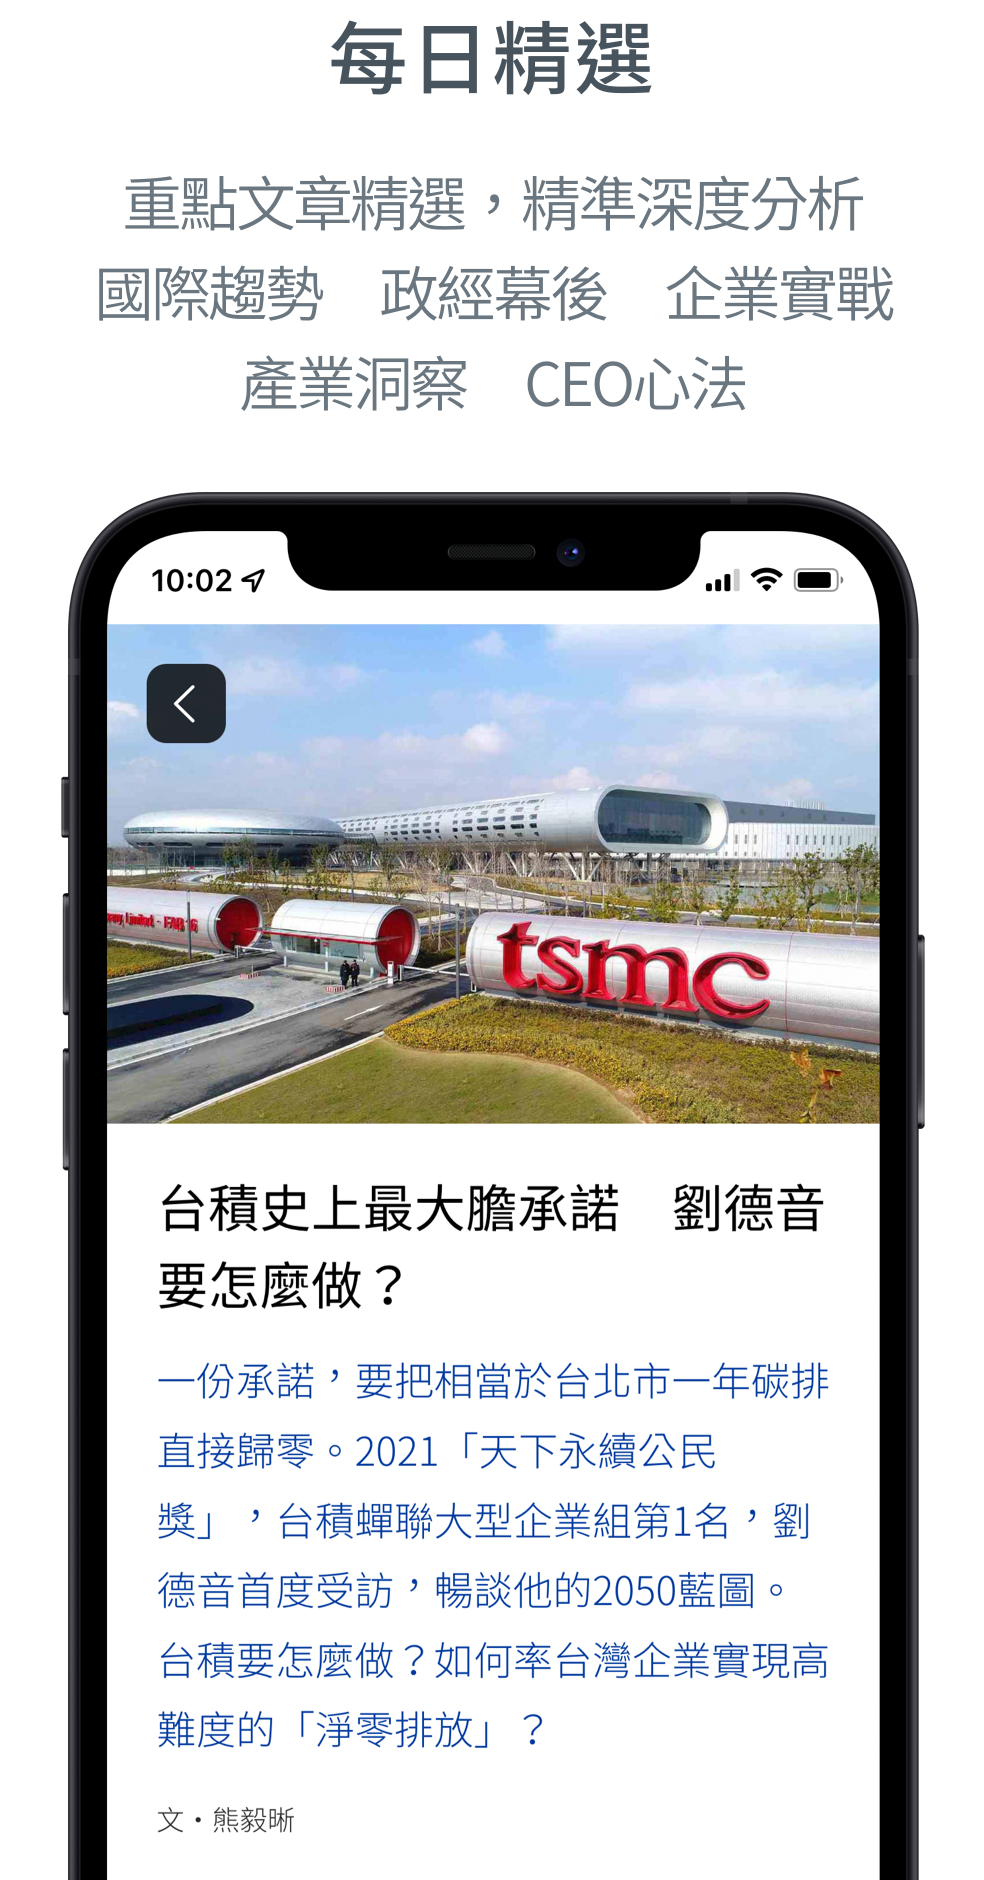 每日精選
重點文章精選，精準深度分析
國際趨勢　政經幕後　企業實戰
產業洞察　CEO心法
10:02
Limited - FAB 16
tsmc
台積史上最大膽承諾　劉德音
要怎麼做？
一份承諾，要把相當於台北市一年碳排
直接歸零。2021「天下永續公民
獎」，台積蟬聯大型企業組第1名，劉
德音首度受訪，暢談他的2050藍圖。
台積要怎麼做？如何率台灣企業實現高
難度的「淨零排放」？
文・熊毅晰